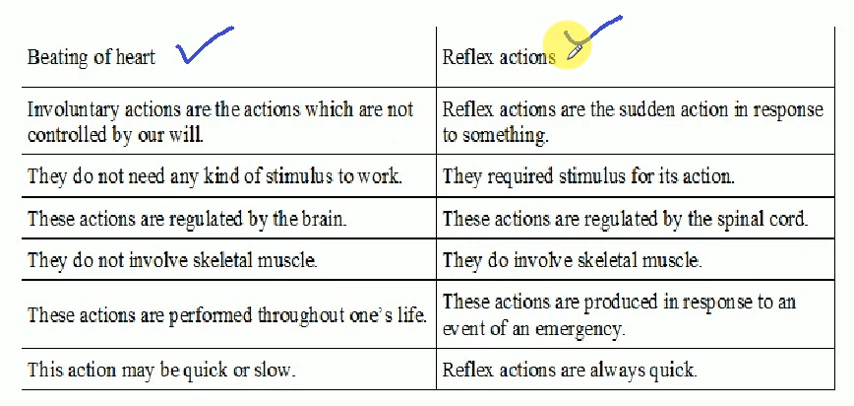 Beating of heart
Reflex actions
Involuntary actions are the actions which are not
controlled by our will.
Reflex actions are the sudden action in response
to something.
They do not need any kind of stimulus to work.
They required stimulus for its action.
These actions are regulated by the brain.
These actions are regulated by the spinal cord.
They do not involve skeletal muscle.
They do involve skeletal muscle.
These actions are performed throughout one's life.
These actions are produced in response to an
event of an emergency.
This action may be quick or slow.
Reflex actions are always quick.